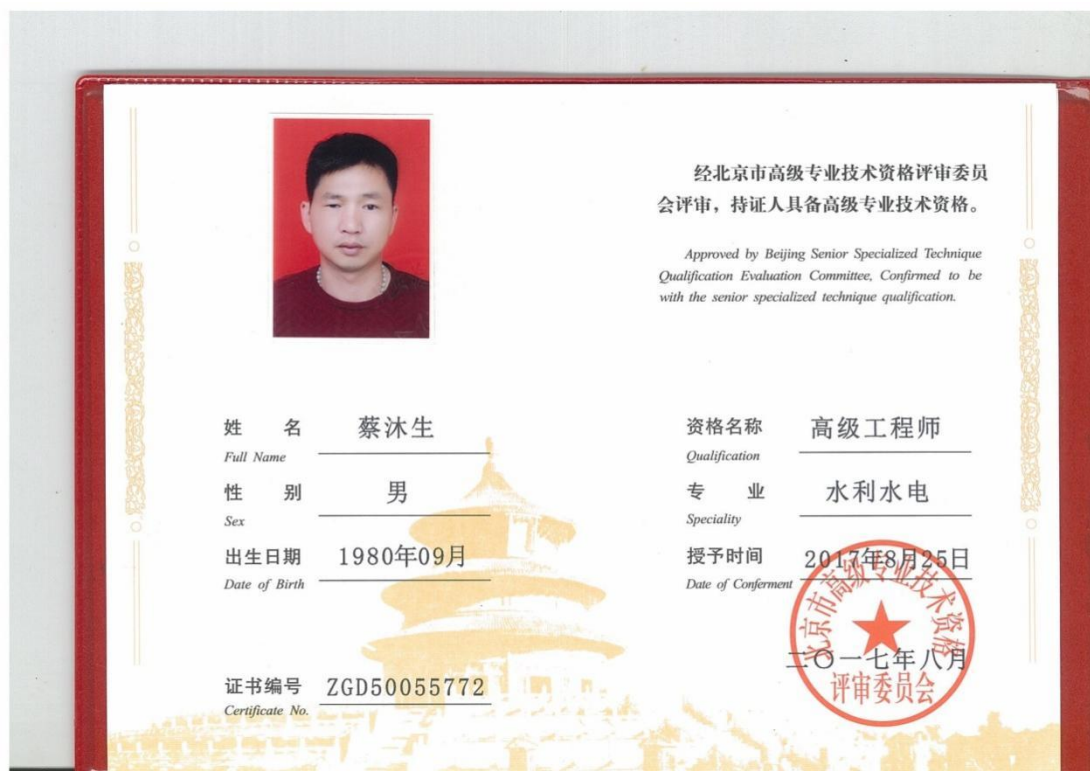 经北京市高级专业技术资格评审委员
会评审，持证人具备高级专业技术资格。
Approved by Beijing Senior Specialized Technique
Qualification Evaluation Committee, Confirmed to be
with the senior specialized technique qualification.
姓 名 蔡沐生
Full Name
性 别 男
Sex
出生日期 1980年09月
Date of Birth
证书编号 ZGD50055772
Certificate No.
资格名称 高级工程师
Qualification
专 业 水利水电
Speciality
授予时间 2017年8月25日
Date of Conferment
北京市高级专业技术资格
评审委员会
二〇一七年八月